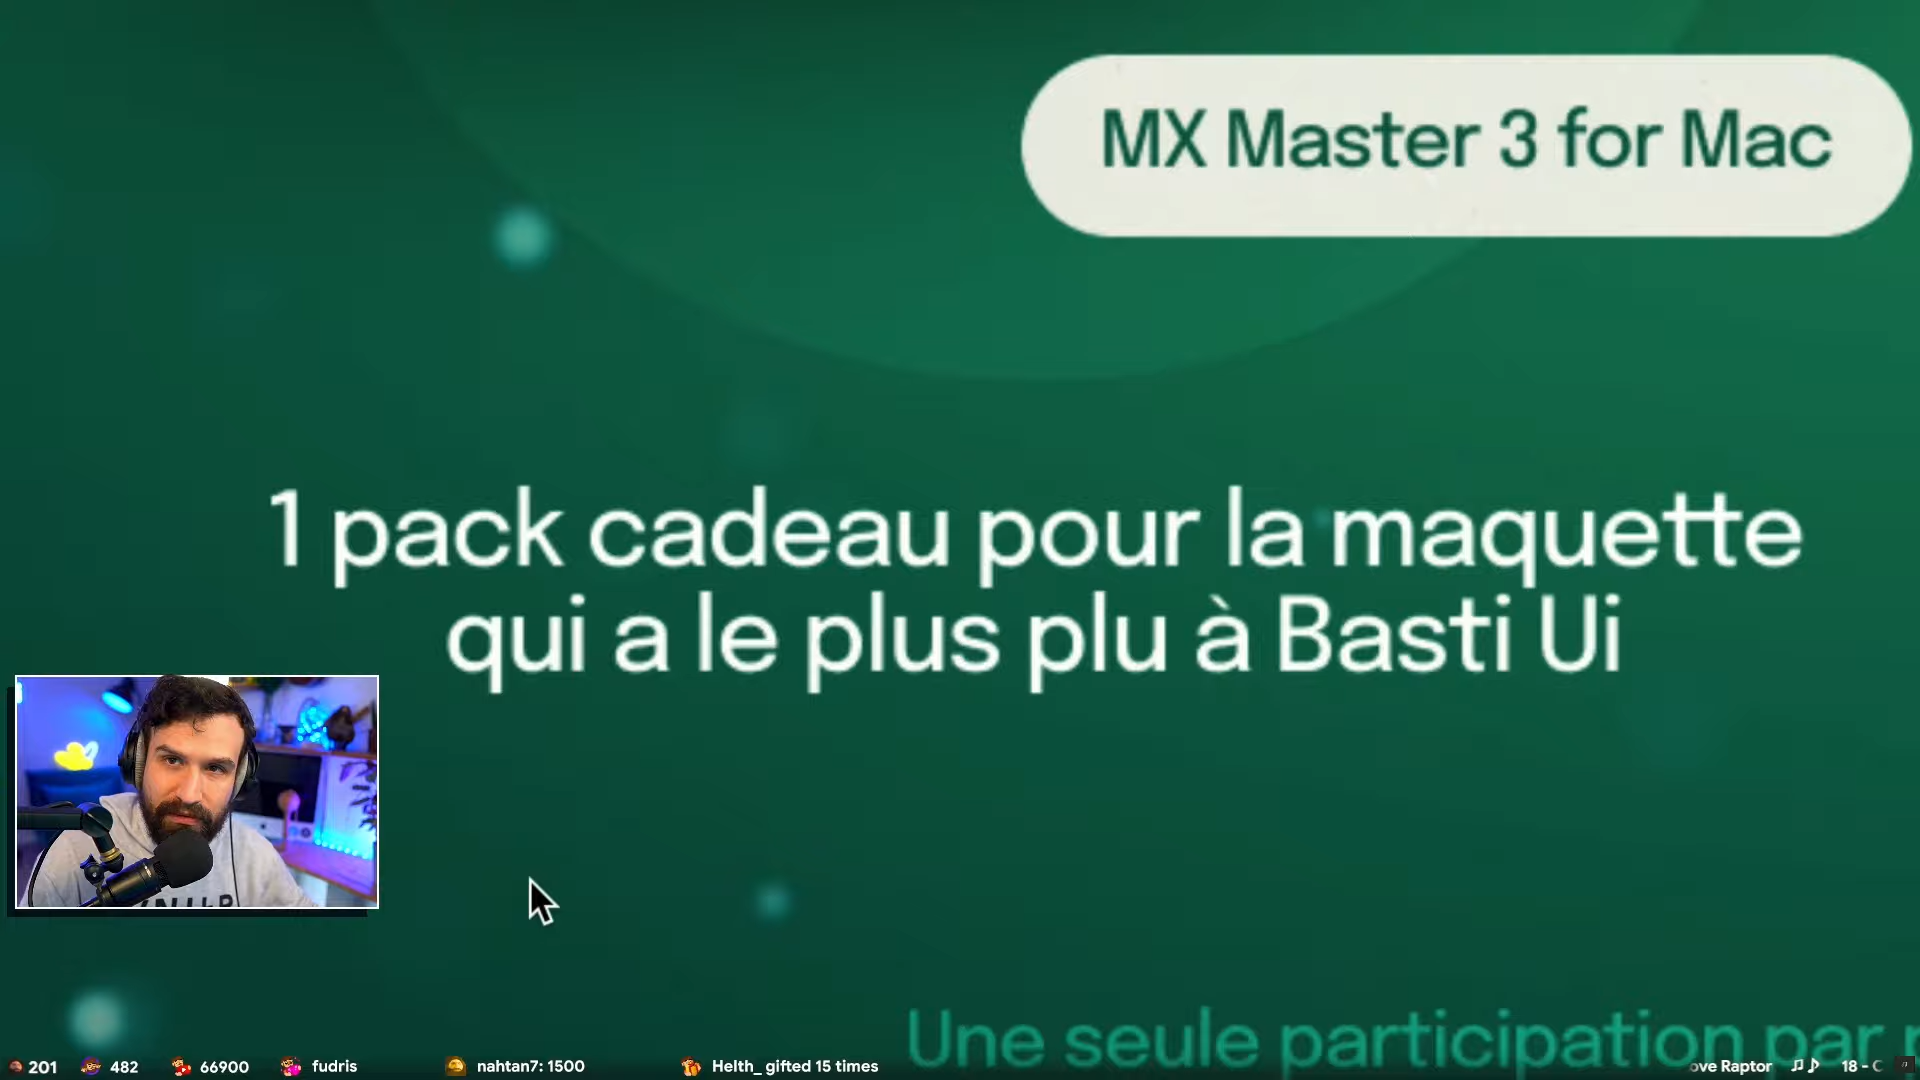 MX Master 3 for Mac
1 pack cadeau pour la maquette
qui a le plus plu à Basti Ui
Une seule participation par
201 482 66900 fudris nahtan7: 1500 Helth_ gifted 15 times ove Raptor 18 - C